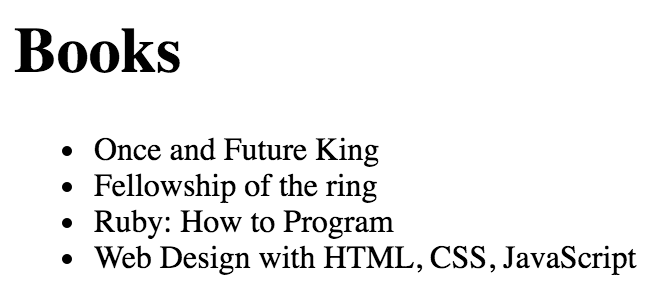 Books
• Once and Future King
• Fellowship of the ring
• Ruby: How to Program
• Web Design with HTML, CSS, JavaScript